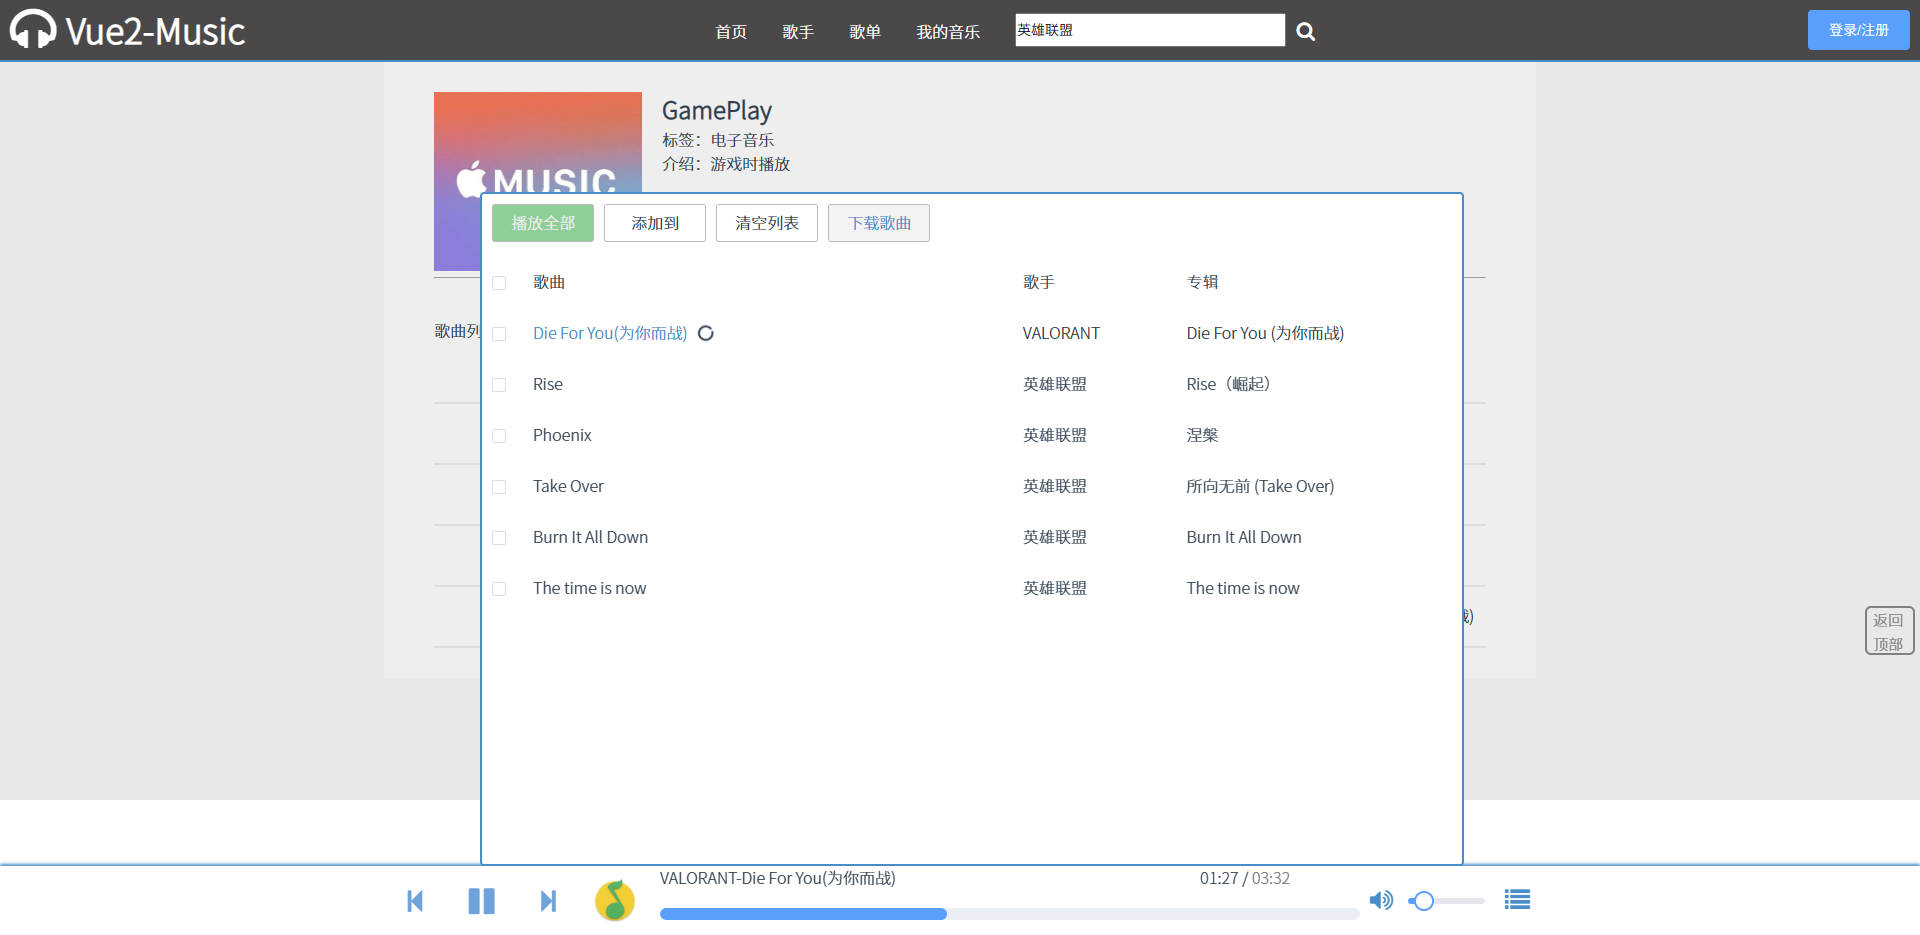 Vue2-Music
首页 歌手 歌单 我的音乐 英雄联盟 登录/注册
GamePlay
标签：电子音乐
介绍：游戏时播放
MUSIC
播放全部 添加到 清空列表 下载歌曲
歌曲 歌手 专辑
歌曲列
Die For You(为你而战) VALORANT Die For You (为你而战)
Rise 英雄联盟 Rise（崛起）
Phoenix 英雄联盟 涅槃
Take Over 英雄联盟 所向无前 (Take Over)
Burn It All Down 英雄联盟 Burn It All Down
The time is now 英雄联盟 The time is now
返回
顶部
VALORANT-Die For You(为你而战) 01:27 / 03:32